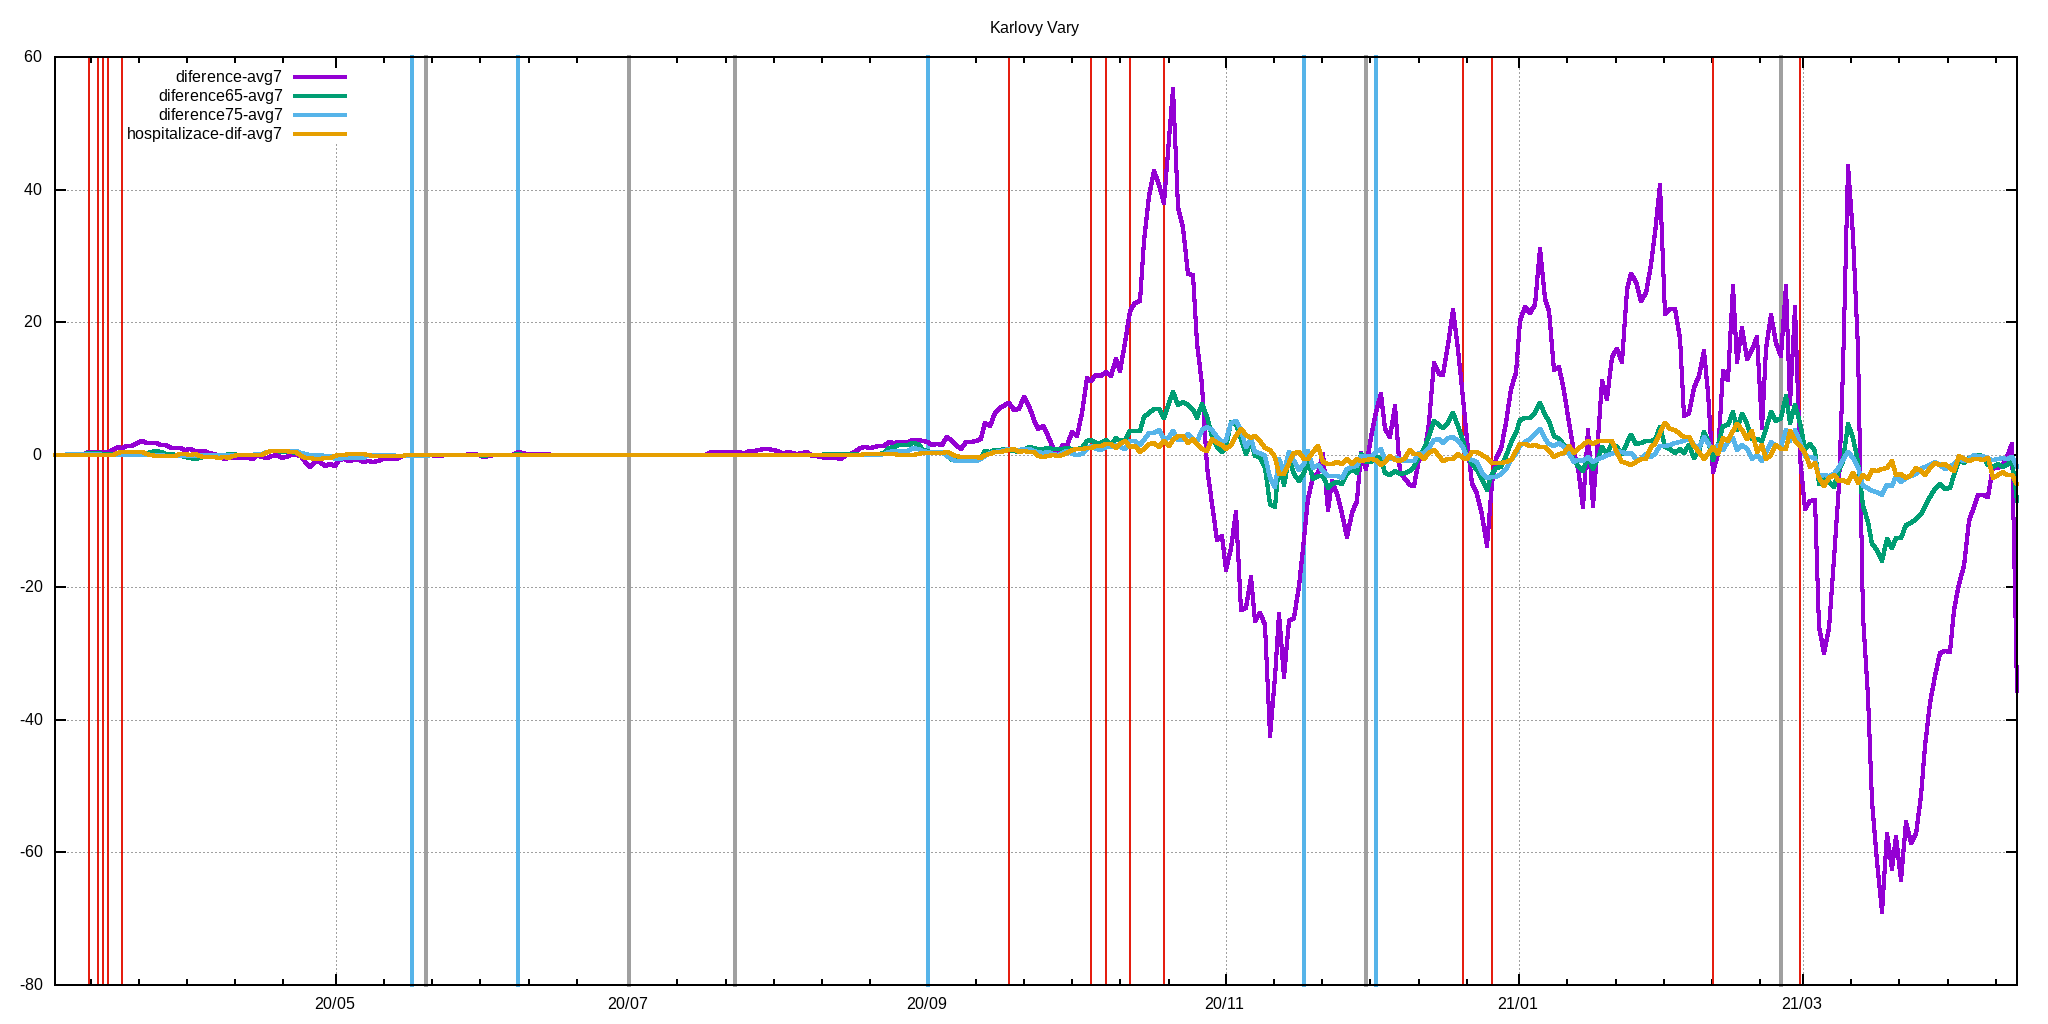 Karlovy Vary
60
diference-avg7
diference65-avg7
diference75-avg7
hospitalizace-dif-avg7
40
20
0
-20
-40
-60
-80
20/05
20/07
20/09
20/11
21/01
21/03